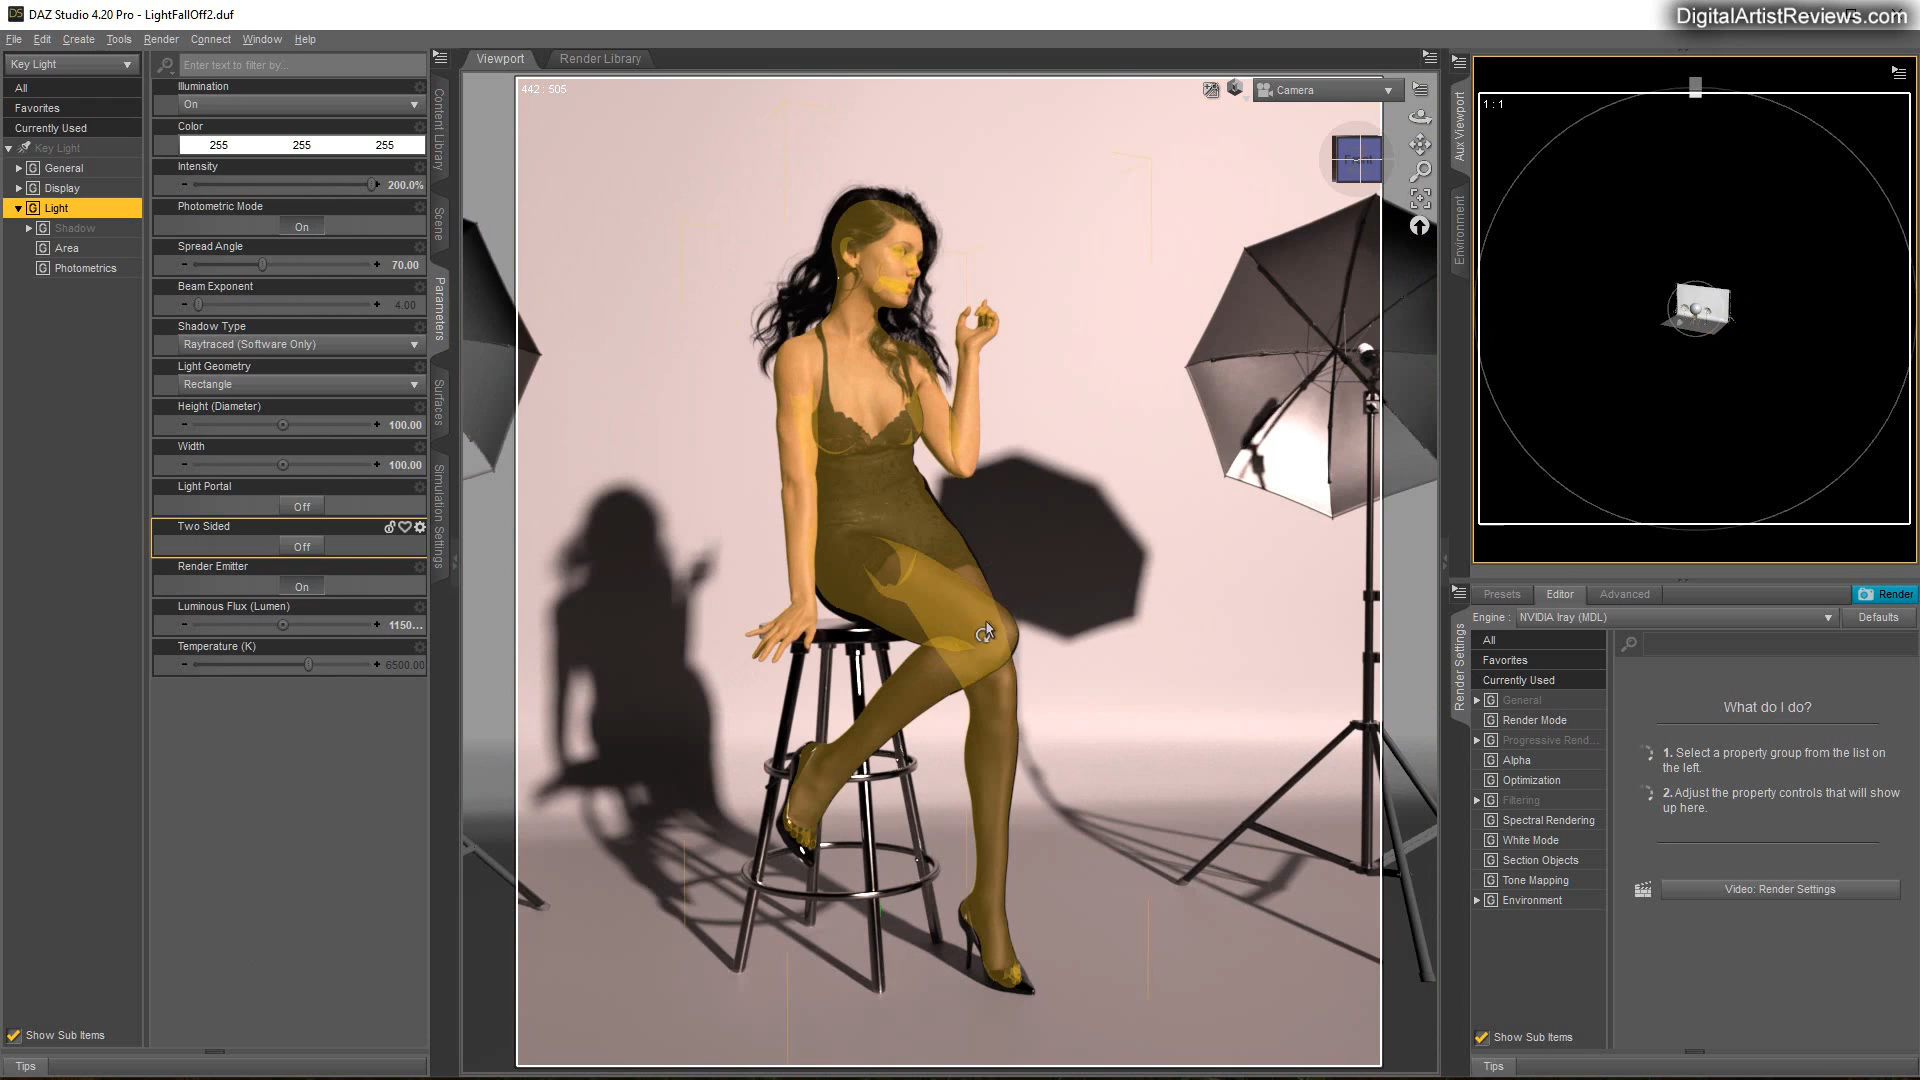 DAZ Studio 4.20 Pro - LightFallOff2.duf
DigitalArtistReviews.com
File Edit Create Tools Render Connect Window Help
Key Light
All
Favorites
Currently Used
Key Light
General
Display
Light
Shadow
Area
Photometrics
Show Sub Items
Tips
Enter text to filter by...
Illumination
On
Color
255 255 255
Intensity
200.0%
Photometric Mode
On
Spread Angle
70.00
Beam Exponent
4.00
Shadow Type
Raytraced (Software Only)
Light Geometry
Rectangle
Height (Diameter)
100.00
Width
100.00
Light Portal
Off
Two Sided
Off
Render Emitter
On
Luminous Flux (Lumen)
1150...
Temperature (K)
6500.00
Content Library
Scene
Parameters
Surfaces
Simulation Settings
Viewport Render Library
442 : 505
Camera
Front
Aux Viewport
Environment
1 : 1
Render Settings
Presets Editor Advanced Render
Engine : NVIDIA Iray (MDL) Defaults
All
Favorites
Currently Used
General
Render Mode
Progressive Rend...
Alpha
Optimization
Filtering
Spectral Rendering
White Mode
Section Objects
Tone Mapping
Environment
Show Sub Items
Tips
What do I do?
1. Select a property group from the list on
the left.
2. Adjust the property controls that will show
up here.
Video: Render Settings